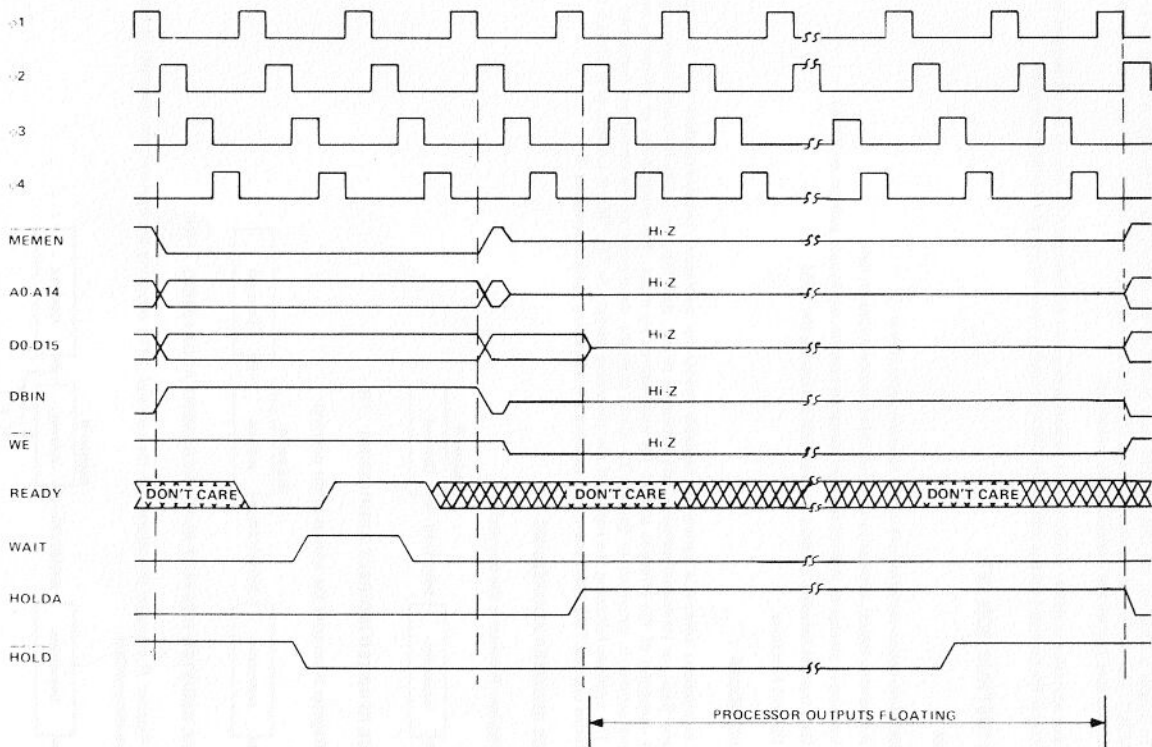 φ1
φ2
φ3
φ4
MEMEN Hi-Z
A0-A14 Hi-Z
D0-D15 Hi-Z
DBIN Hi-Z
WE Hi-Z
READY DON'T CARE DON'T CARE DON'T CARE
WAIT
HOLDA
HOLD
PROCESSOR OUTPUTS FLOATING